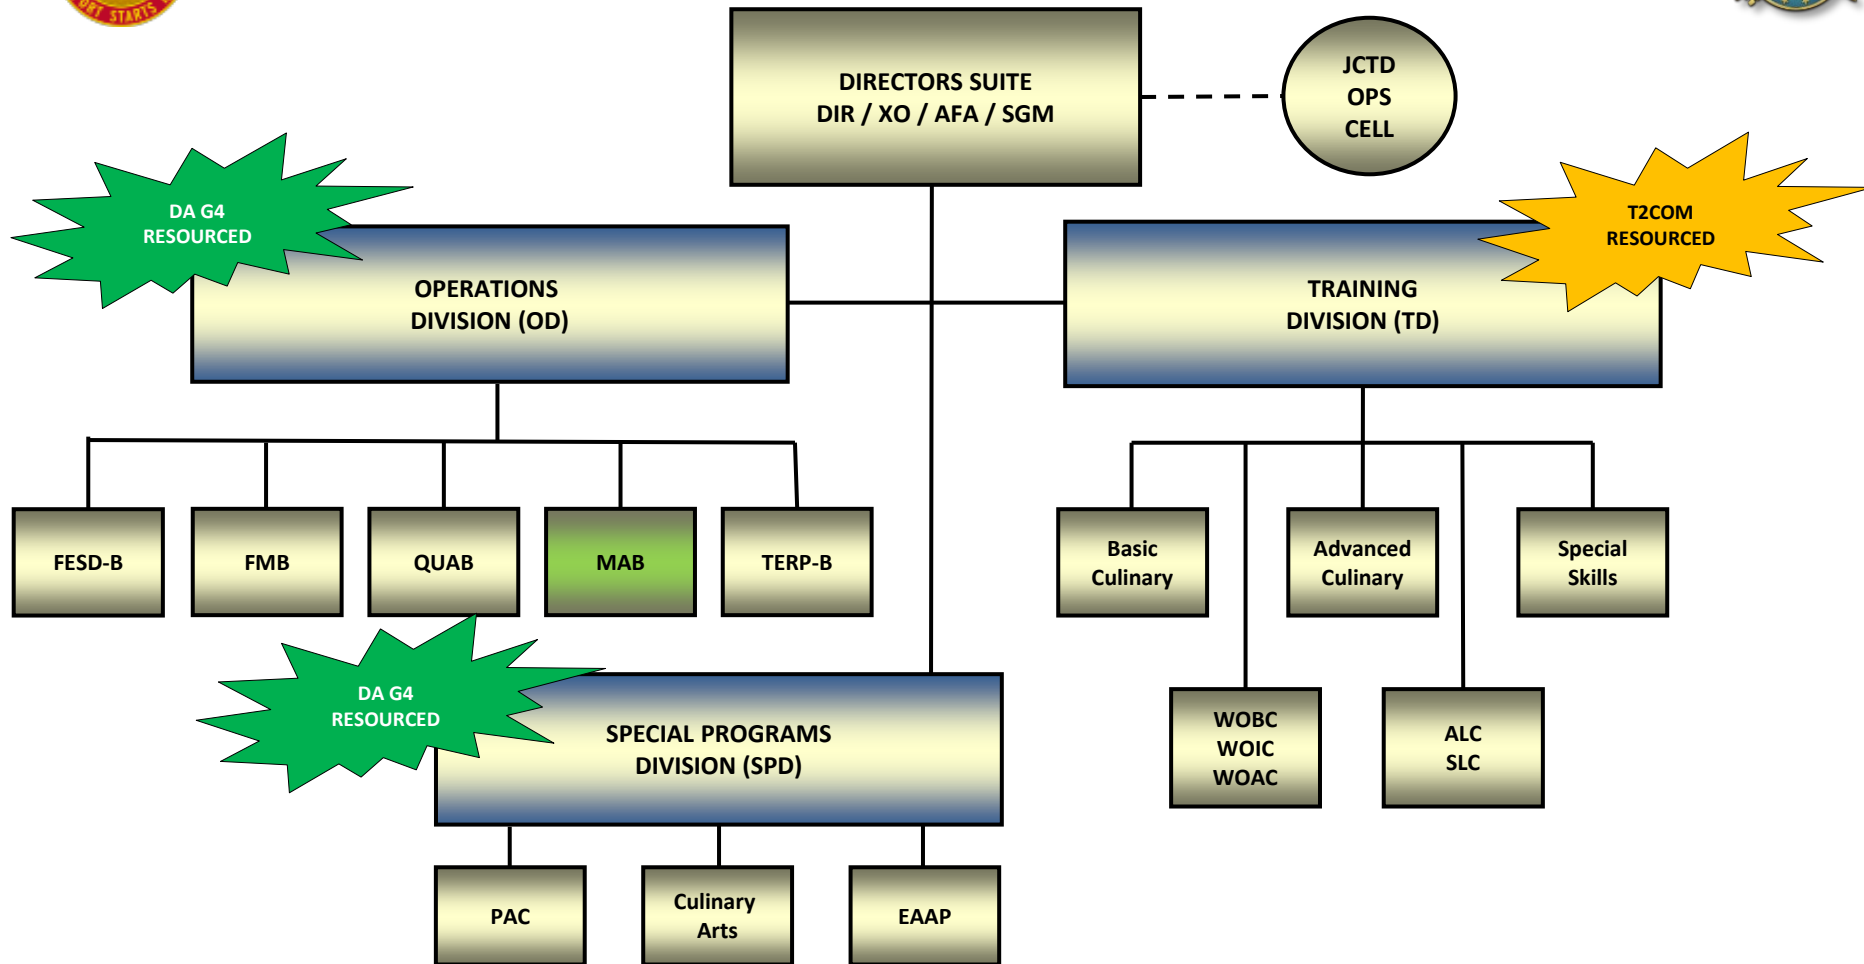 ORT STARTS
DIRECTORS SUITE
DIR / XO / AFA / SGM
JCTD
OPS
CELL
DA G4
RESOURCED
T2COM
RESOURCED
OPERATIONS
DIVISION (OD)
TRAINING
DIVISION (TD)
FESD-B
FMB
QUAB
MAB
TERP-B
Basic
Culinary
Advanced
Culinary
Special
Skills
DA G4
RESOURCED
SPECIAL PROGRAMS
DIVISION (SPD)
WOBC
WOIC
WOAC
ALC
SLC
PAC
Culinary
Arts
EAAP